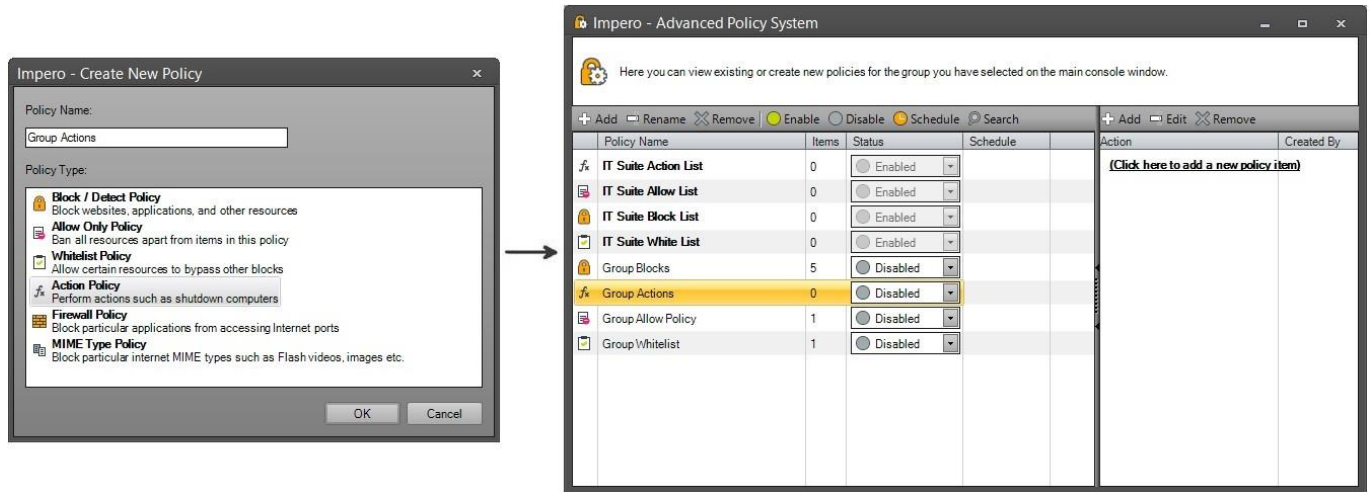 Impero - Create New Policy
Policy Name:
Group Actions
Policy Type:
Block / Detect Policy
Block websites, applications, and other resources
Allow Only Policy
Ban all resources apart from items in this policy
Whitelist Policy
Allow certain resources to bypass other blocks
Action Policy
Perform actions such as shutdown computers
Firewall Policy
Block particular applications from accessing Internet ports
MIME Type Policy
Block particular internet MIME types such as Flash videos, images etc.
OK Cancel
Impero - Advanced Policy System
Here you can view existing or create new policies for the group you have selected on the main console window.
Add Rename Remove Enable Disable Schedule Search
Policy Name Items Status Schedule
IT Suite Action List 0 Enabled
IT Suite Allow List 0 Enabled
IT Suite Block List 0 Enabled
IT Suite White List 0 Enabled
Group Blocks 5 Disabled
Group Actions 0 Disabled
Group Allow Policy 1 Disabled
Group Whitelist 1 Disabled
Add Edit Remove
Action Created By
(Click here to add a new policy item)